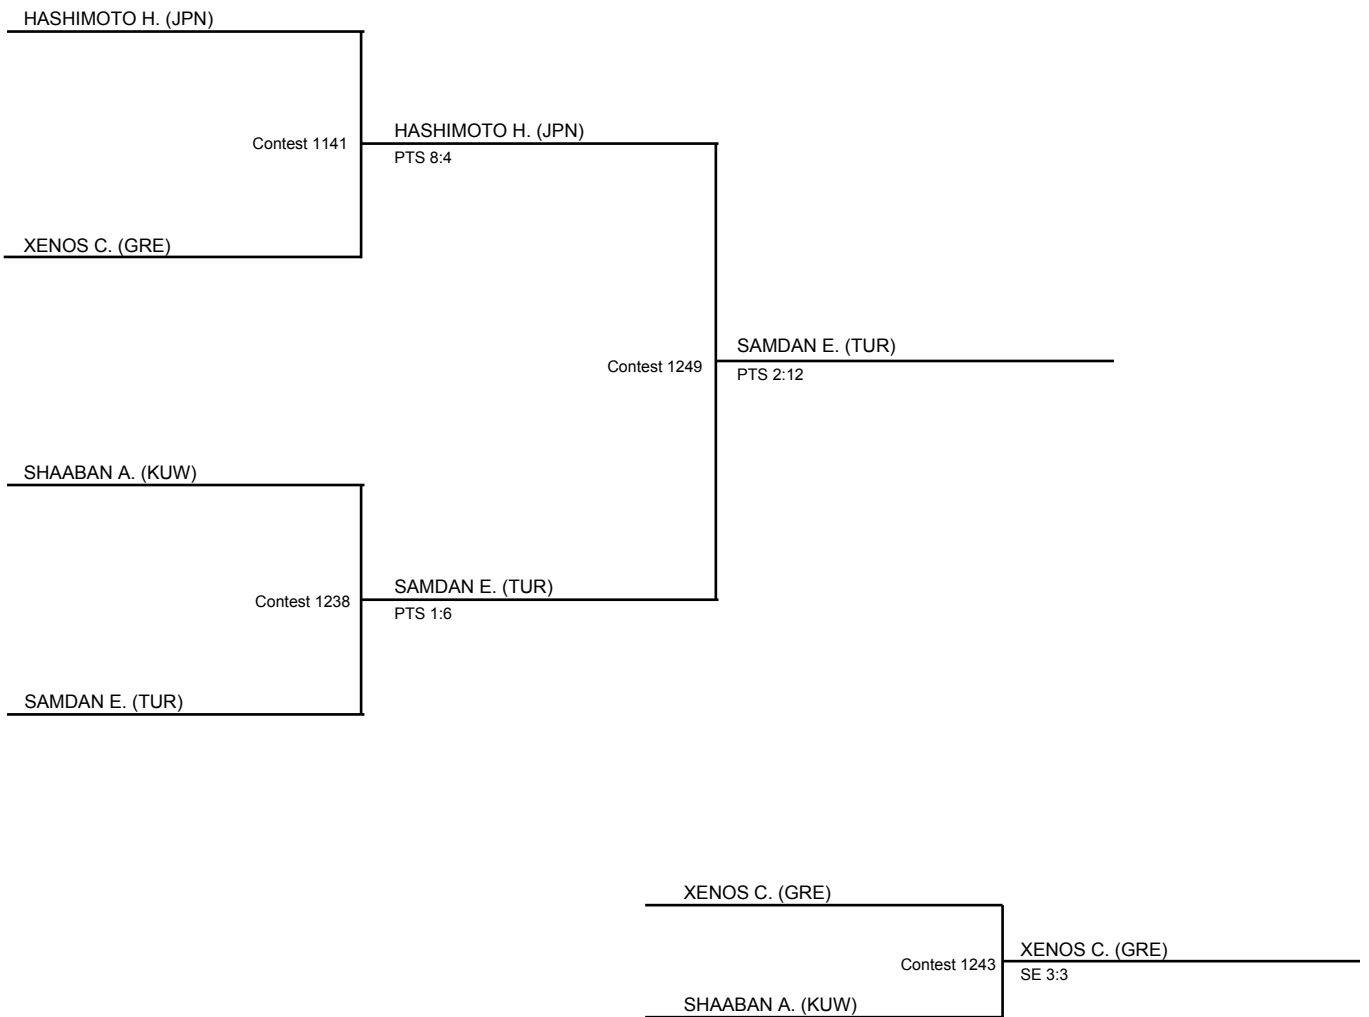 HASHIMOTO H. (JPN)
Contest 1141
HASHIMOTO H. (JPN)
PTS 8:4
XENOS C. (GRE)
Contest 1249
SAMDAN E. (TUR)
PTS 2:12
SHAABAN A. (KUW)
Contest 1238
SAMDAN E. (TUR)
PTS 1:6
SAMDAN E. (TUR)
XENOS C. (GRE)
Contest 1243
XENOS C. (GRE)
SE 3:3
SHAABAN A. (KUW)